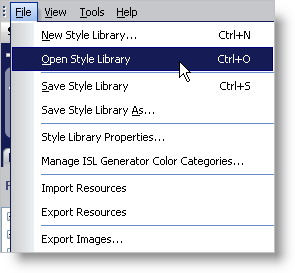 File View Tools Help
New Style Library... Ctrl+N
Open Style Library Ctrl+O
Save Style Library Ctrl+S
Save Style Library As...
Style Library Properties...
Manage ISL Generator Color Categories...
Import Resources
Export Resources
Export Images...